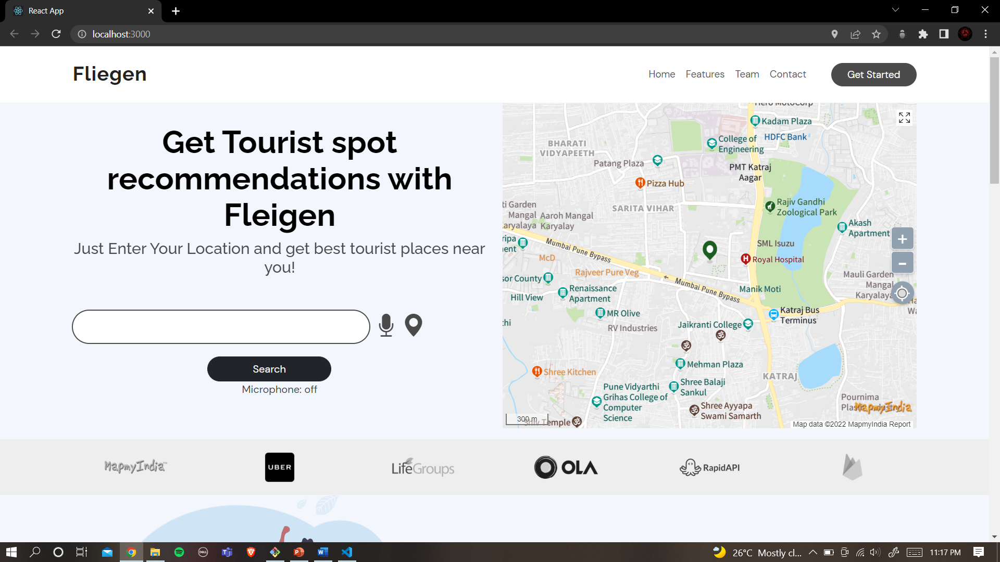 React App
localhost:3000
Fliegen
Home Features Team Contact Get Started
Get Tourist spot
recommendations with
Fleigen
Just Enter Your Location and get best tourist places near
you!
Search
Microphone: off
Hero MotoCorp
Kadam Plaza
HDFC Bank
College of
Engineering
BHARATI
VIDYAPEETH
Patang Plaza
PMT Katraj
Aagar
Pizza Hub
Rajiv Gandhi
Zoological Park
SARITA VIHAR
ti Garden
Mangal
aryalaya
Aaroh Mangal
Karyalay
Akash
Apartment
ripa
ent
Mumbai Pune Bypass
McD
SML Isuzu
H Royal Hospital
Rajveer Pure Veg
Mauli Garden
Mangal
Karyalaya
sor County
Mumbai Pune Bypass
Renaissance
Apartment
Manik Moti
Hill View
Katraj Bus
Terminus
MR Olive
thi
RV Industries
Jaikranti College
ॐ
ॐ
Mehman Plaza
Shree Kitchen
KATRAJ
Shree Balaji
Sankul
Pune Vidyarthi
Grihas College of
Computer
Science
Pournima
MapmyIndia
ॐ Shree Ayyapa
Swami Samarth
300 m
Shiv Temple ॐ
Map data ©2022 MapmyIndia Report
MapmyIndia™
UBER
LifeGroups
OLA
RapidAPI
DELL
26°C Mostly cl...
11:17 PM